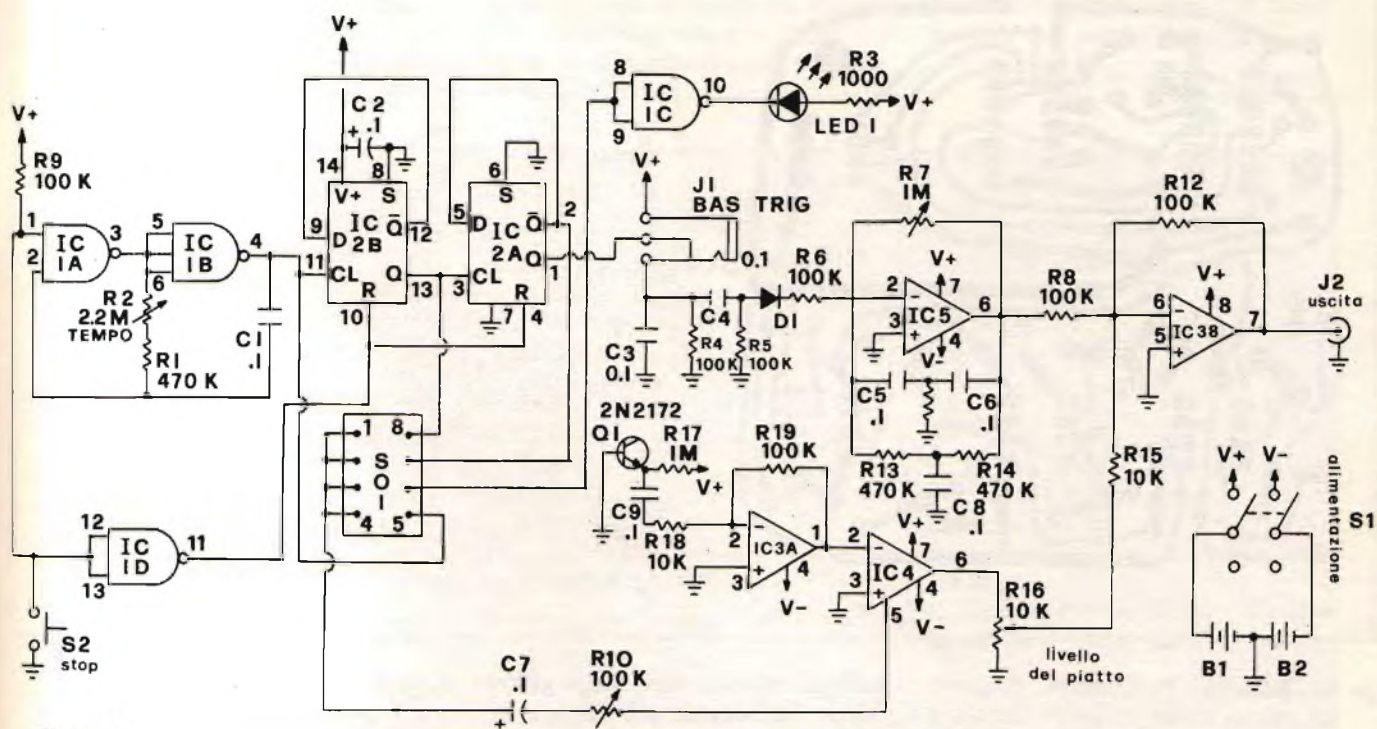 V+
V+
R9
100 K
1
2
IC
1A
3
5
6
IC
1B
4
R2
2.2M
TEMPO
R1
470 K
C1
.1
C2
+ .1
14
8
V+
S
9
D
IC
2B
Q̄
12
11
CL
Q
13
R
10
6
S
5
D
IC
2A
Q̄
2
Q
1
3
CL
R
7
4
8
9
IC
IC
10
LED I
R3
1000
V+
V+
J1
BAS TRIG
0.1
C3
0.1
R4
100K
C4
R5
100K
D1
R6
100K
R7
1M
2
−
V+
7
IC5
6
3
+
V-
4
C5
.1
C6
.1
R13
470K
R14
470K
C8
.1
R8
100K
R12
100K
6
−
V+
8
IC38
7
5
+
J2
uscita
R15
10K
V+
V-
alimentazione
S1
B1
B2
1
8
S
O
I
4
5
2N2172
Q1
R17
1M
V+
C9
.1
R18
10K
R19
100K
−
2
IC3A
1
3
+
4
V-
2
−
V+
7
IC4
6
3
+
4
V-
5
R16
10 K
livello
del piatto
12
13
IC
1D
11
S2
stop
C7
.1
+
R10
100K